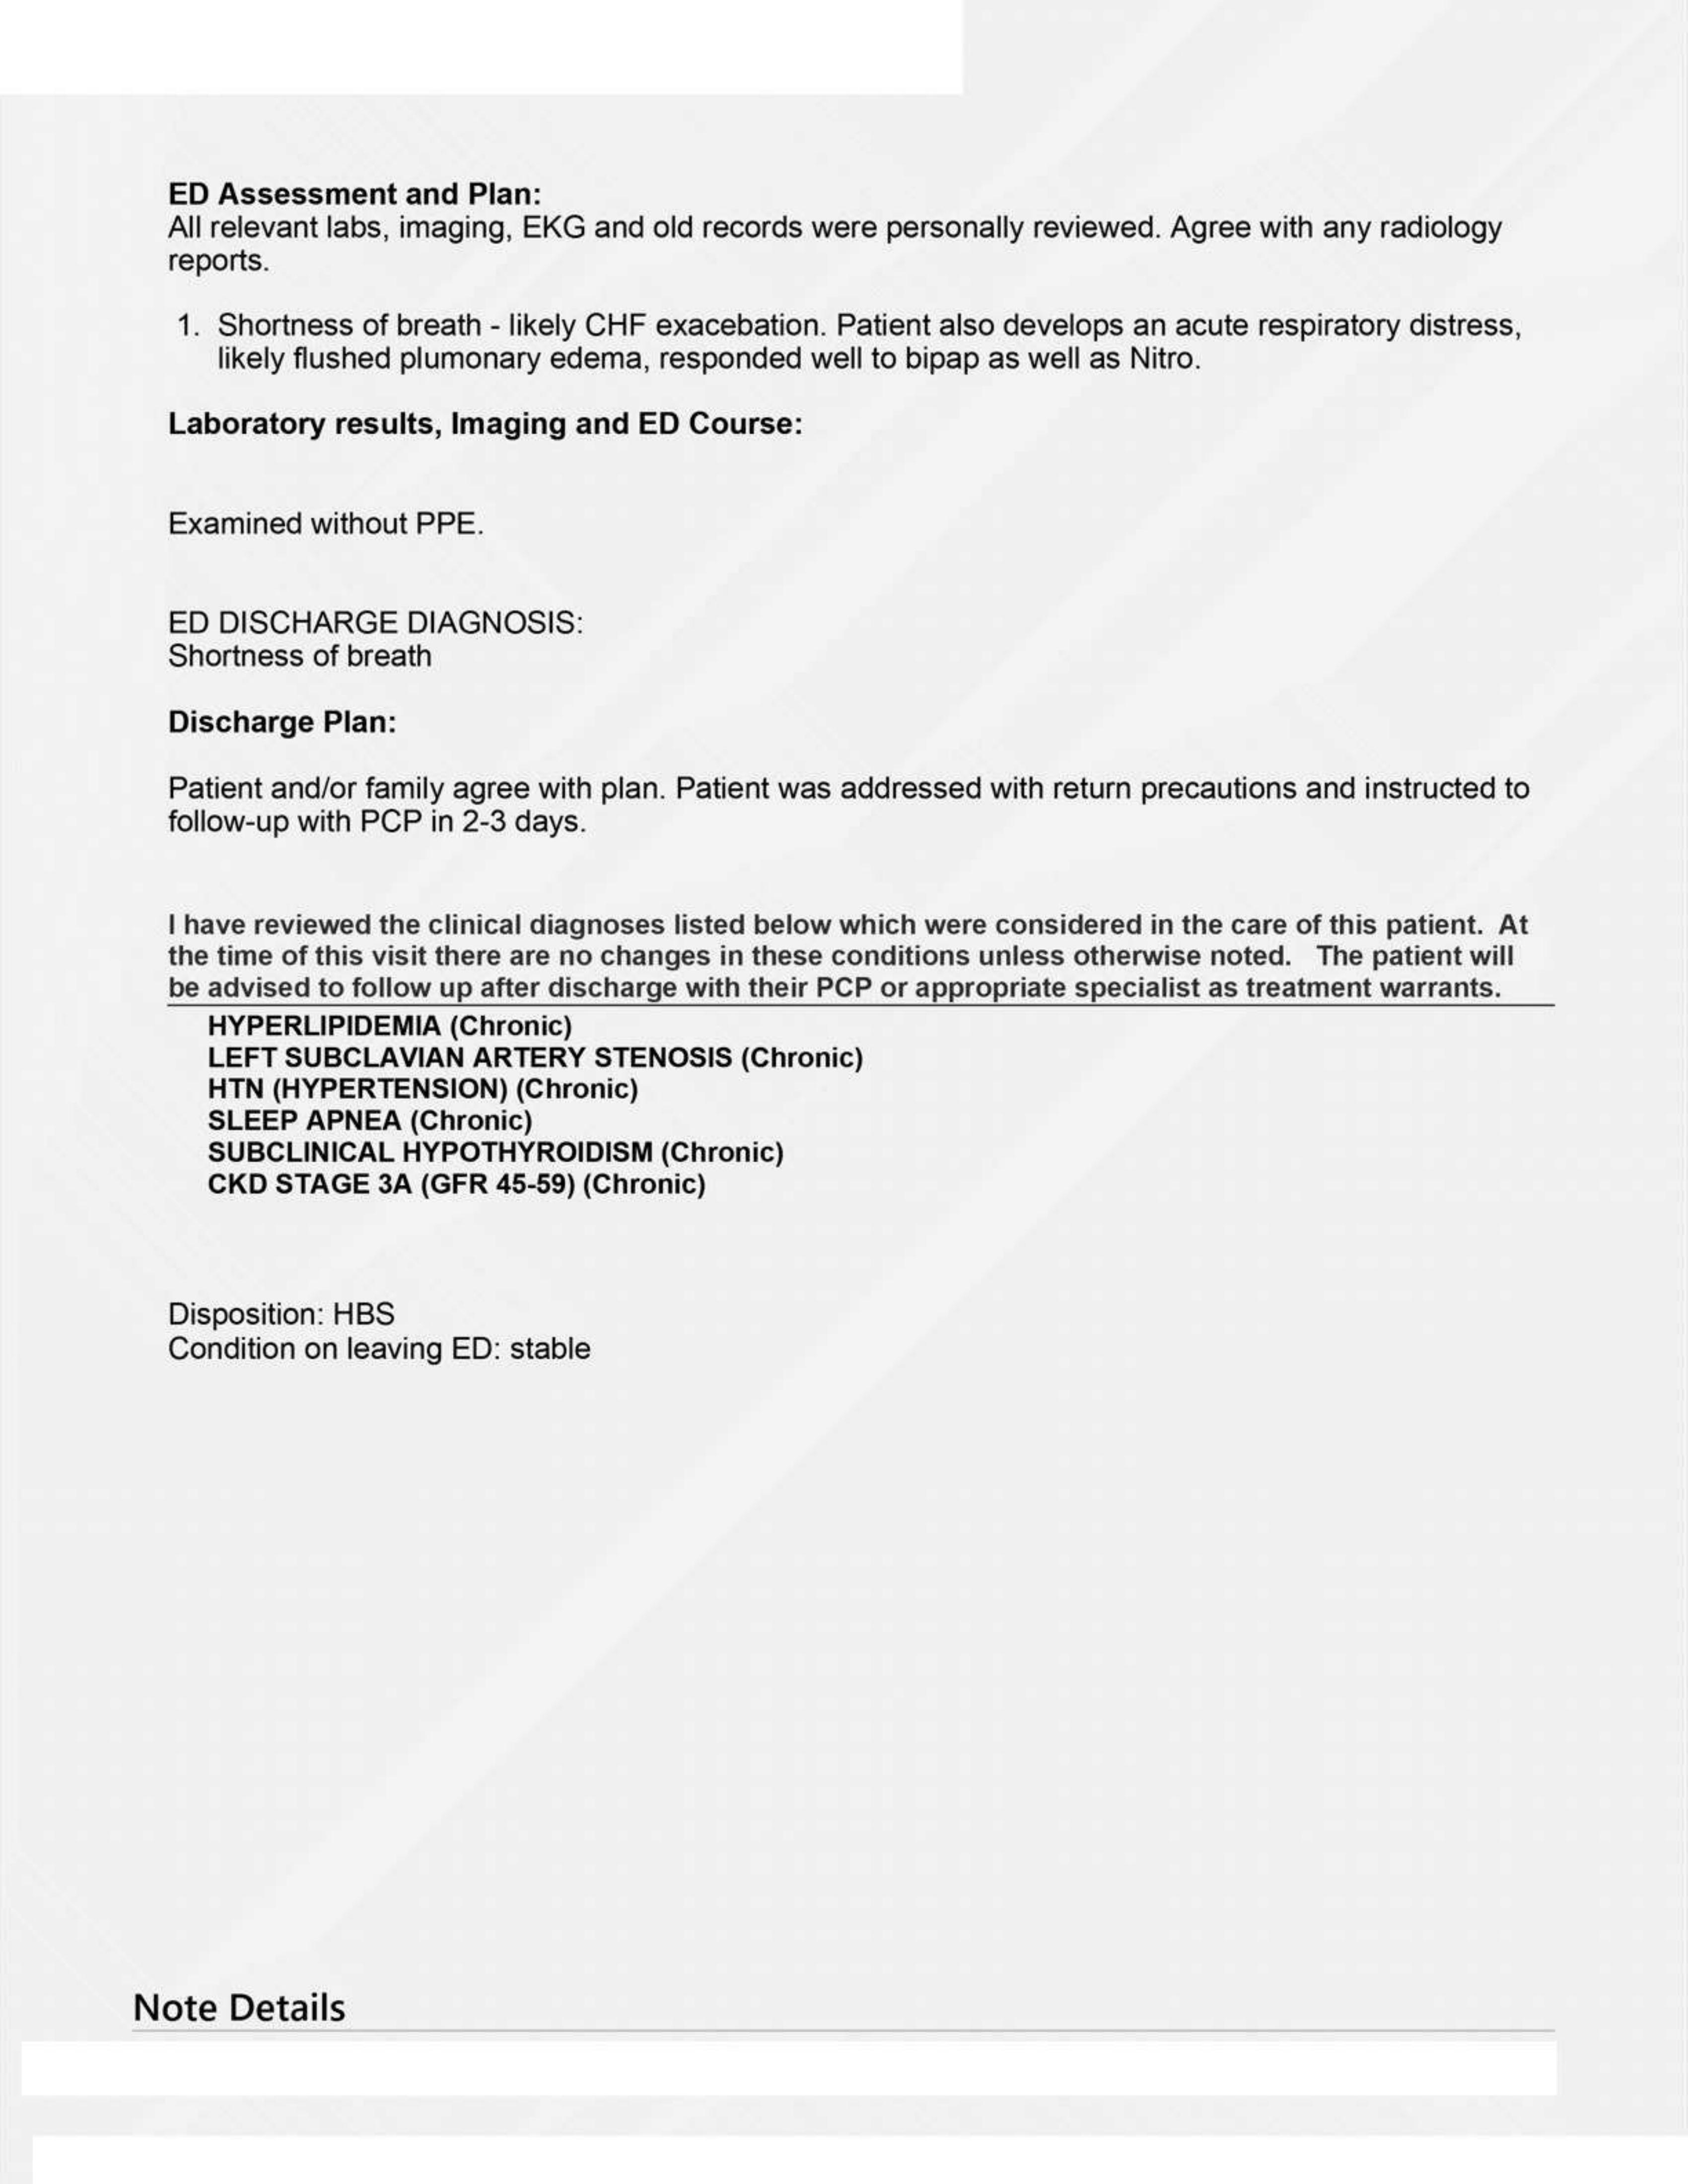 ED Assessment and Plan:
All relevant labs, imaging, EKG and old records were personally reviewed. Agree with any radiology
reports.
1. Shortness of breath - likely CHF exacebation. Patient also develops an acute respiratory distress,
likely flushed plumonary edema, responded well to bipap as well as Nitro.
Laboratory results, Imaging and ED Course:
Examined without PPE.
ED DISCHARGE DIAGNOSIS:
Shortness of breath
Discharge Plan:
Patient and/or family agree with plan. Patient was addressed with return precautions and instructed to
follow-up with PCP in 2-3 days.
I have reviewed the clinical diagnoses listed below which were considered in the care of this patient. At
the time of this visit there are no changes in these conditions unless otherwise noted. The patient will
be advised to follow up after discharge with their PCP or appropriate specialist as treatment warrants.
HYPERLIPIDEMIA (Chronic)
LEFT SUBCLAVIAN ARTERY STENOSIS (Chronic)
HTN (HYPERTENSION) (Chronic)
SLEEP APNEA (Chronic)
SUBCLINICAL HYPOTHYROIDISM (Chronic)
CKD STAGE 3A (GFR 45-59) (Chronic)
Disposition: HBS
Condition on leaving ED: stable
Note Details